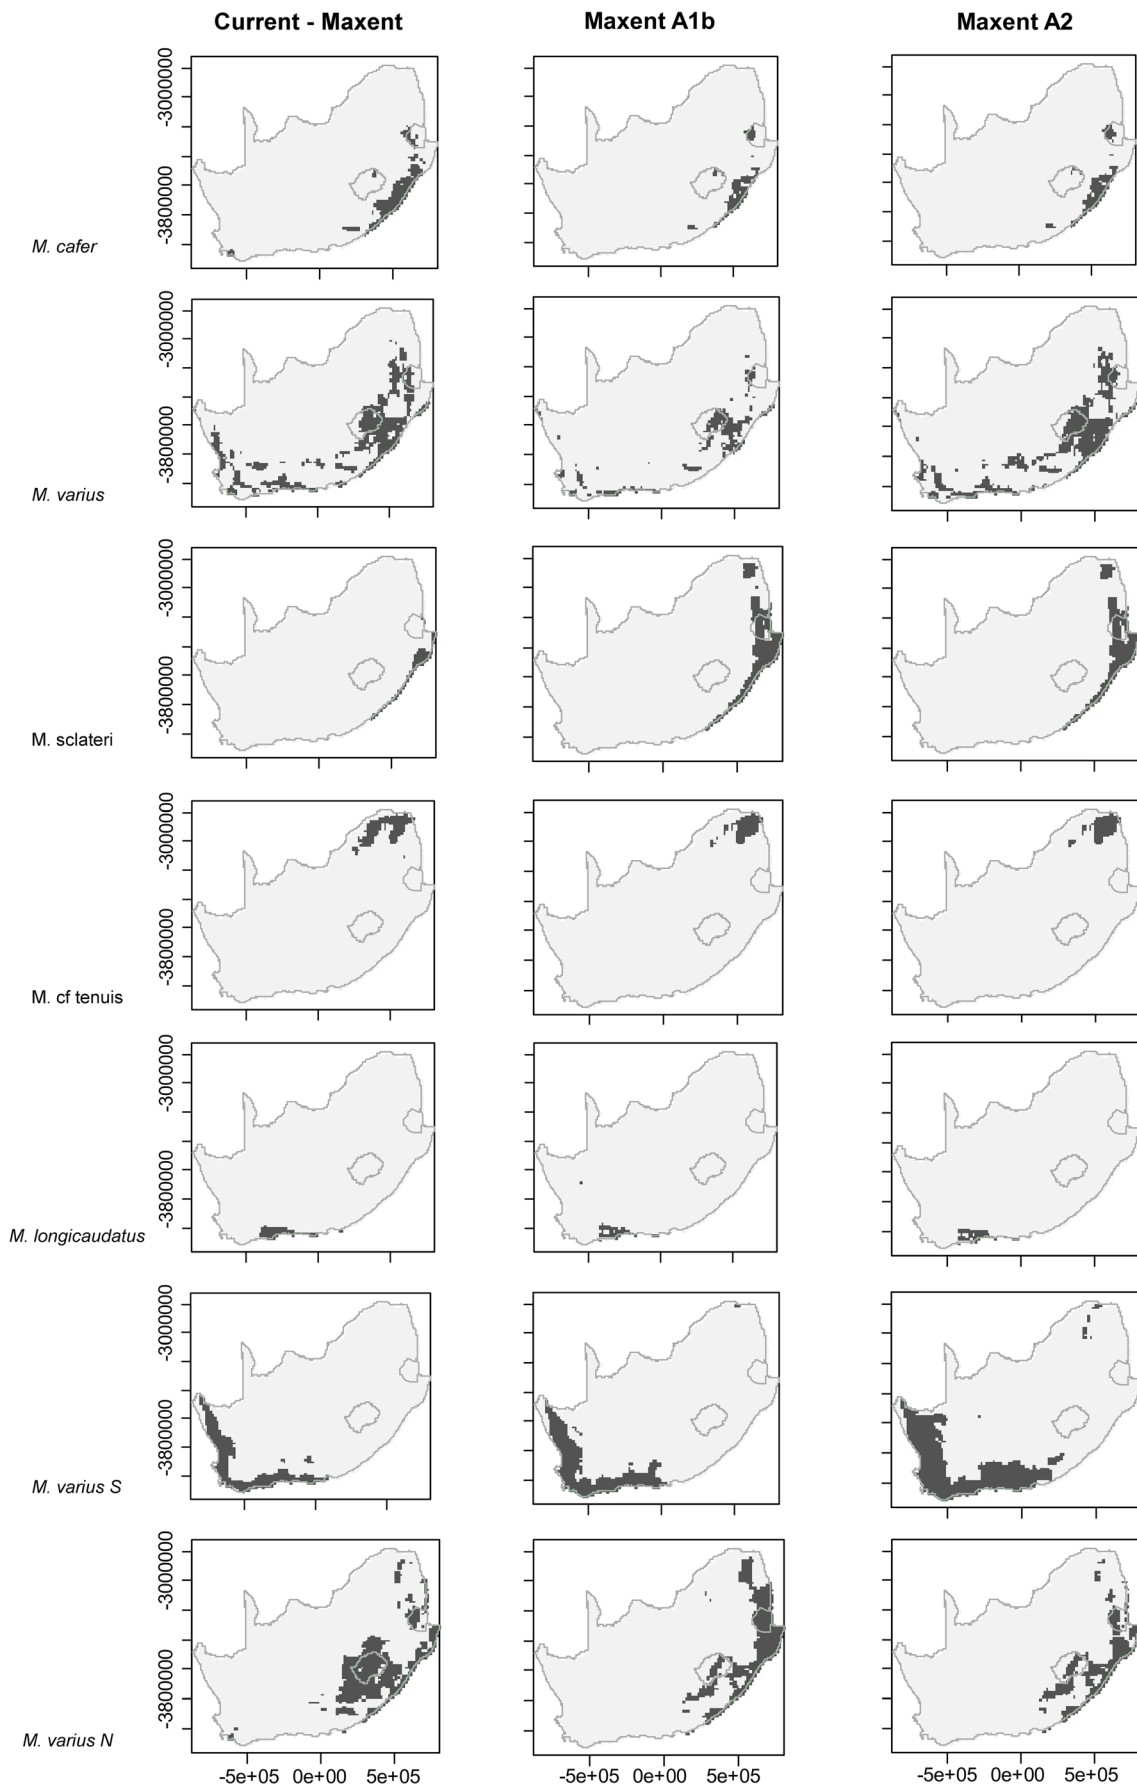 Current - Maxent Maxent A1b Maxent A2
-3000000
-3800000
M. cafer
-3000000
-3800000
M. varius
-3000000
-3800000
M. sclateri
-3000000
-3800000
M. cf tenuis
-3000000
-3800000
M. longicaudatus
-3000000
-3800000
M. varius S
-3000000
-3800000
M. varius N
-5e+05 0e+00 5e+05 -5e+05 0e+00 5e+05 -5e+05 0e+00 5e+05